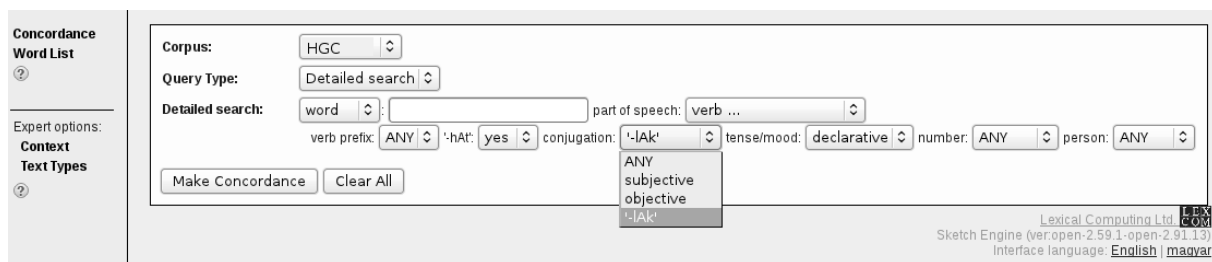 Concordance
Word List
?
Expert options:
Context
Text Types
?
Corpus: HGC
Query Type: Detailed search
Detailed search: word : part of speech: verb ...
verb prefix: ANY '-hAt': yes conjugation: '-lAk' tense/mood: declarative number: ANY person: ANY
ANY
subjective
objective
'-lAk'
Make Concordance Clear All
Lexical Computing Ltd. LEX
COM
Sketch Engine (ver:open-2.59.1-open-2.91.13)
Interface language: English | magyar